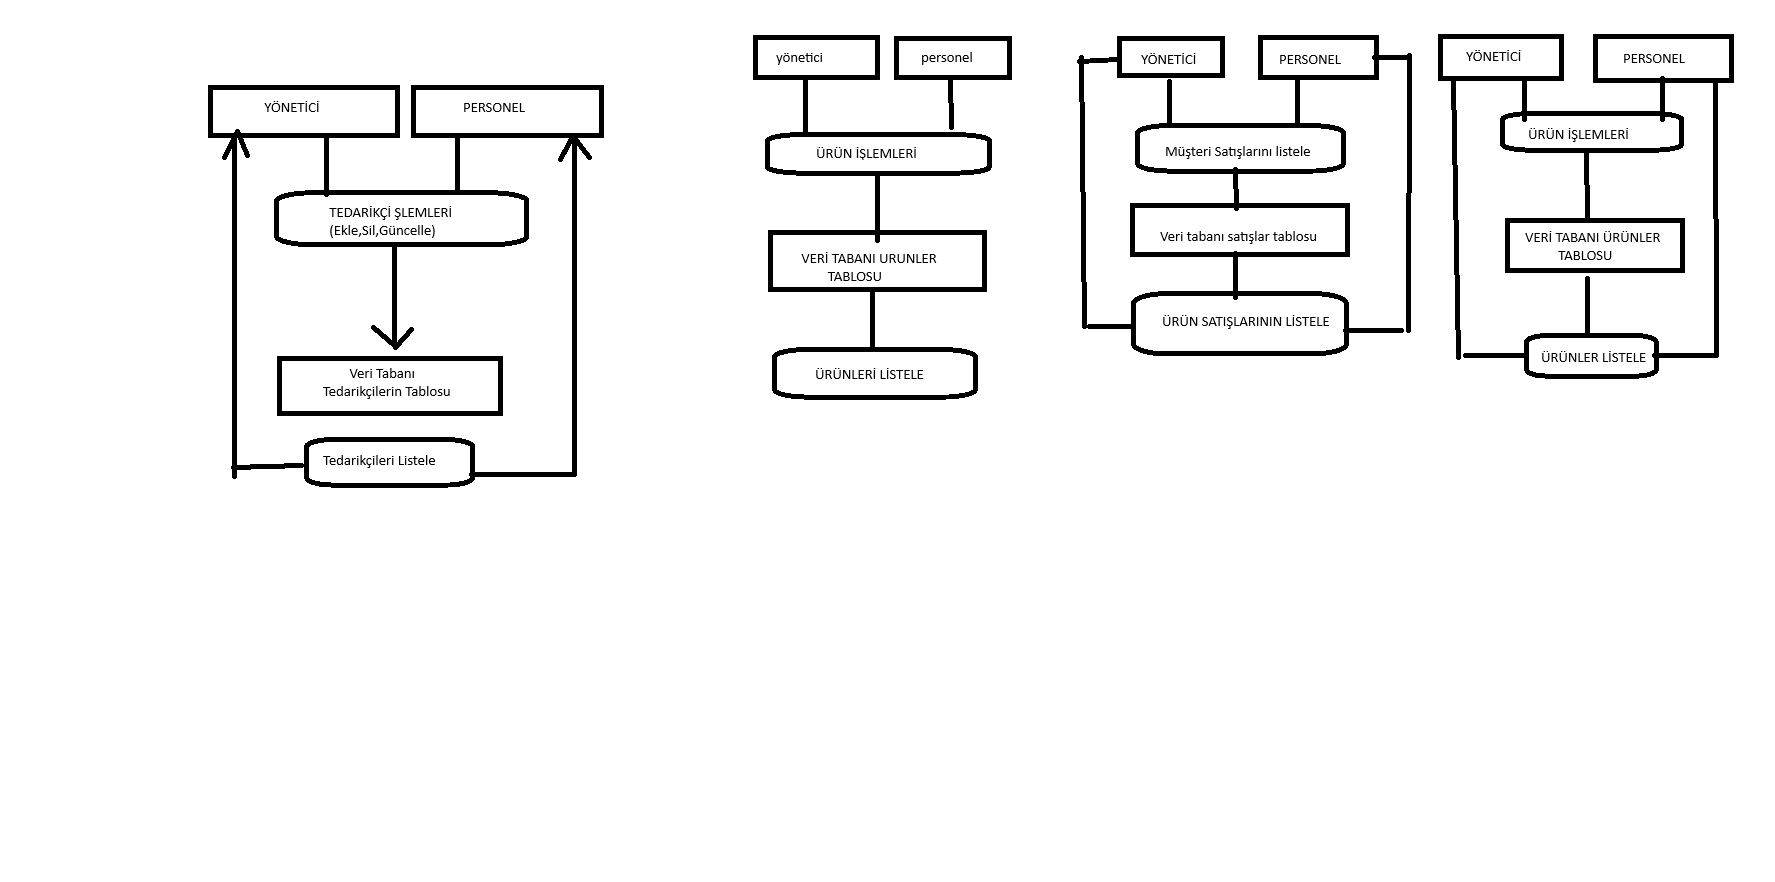 YÖNETİCİ
PERSONEL
TEDARİKÇİ ŞLEMLERİ
(Ekle,Sil,Güncelle)
Veri Tabanı
Tedarikçilerin Tablosu
Tedarikçileri Listele
yönetici
personel
ÜRÜN İŞLEMLERİ
VERİ TABANI URUNLER
TABLOSU
ÜRÜNLERİ LİSTELE
YÖNETİCİ
PERSONEL
Müşteri Satışlarını listele
Veri tabanı satışlar tablosu
ÜRÜN SATIŞLARININ LİSTELE
YÖNETİCİ
PERSONEL
ÜRÜN İŞLEMLERİ
VERİ TABANI ÜRÜNLER
TABLOSU
ÜRÜNLER LİSTELE